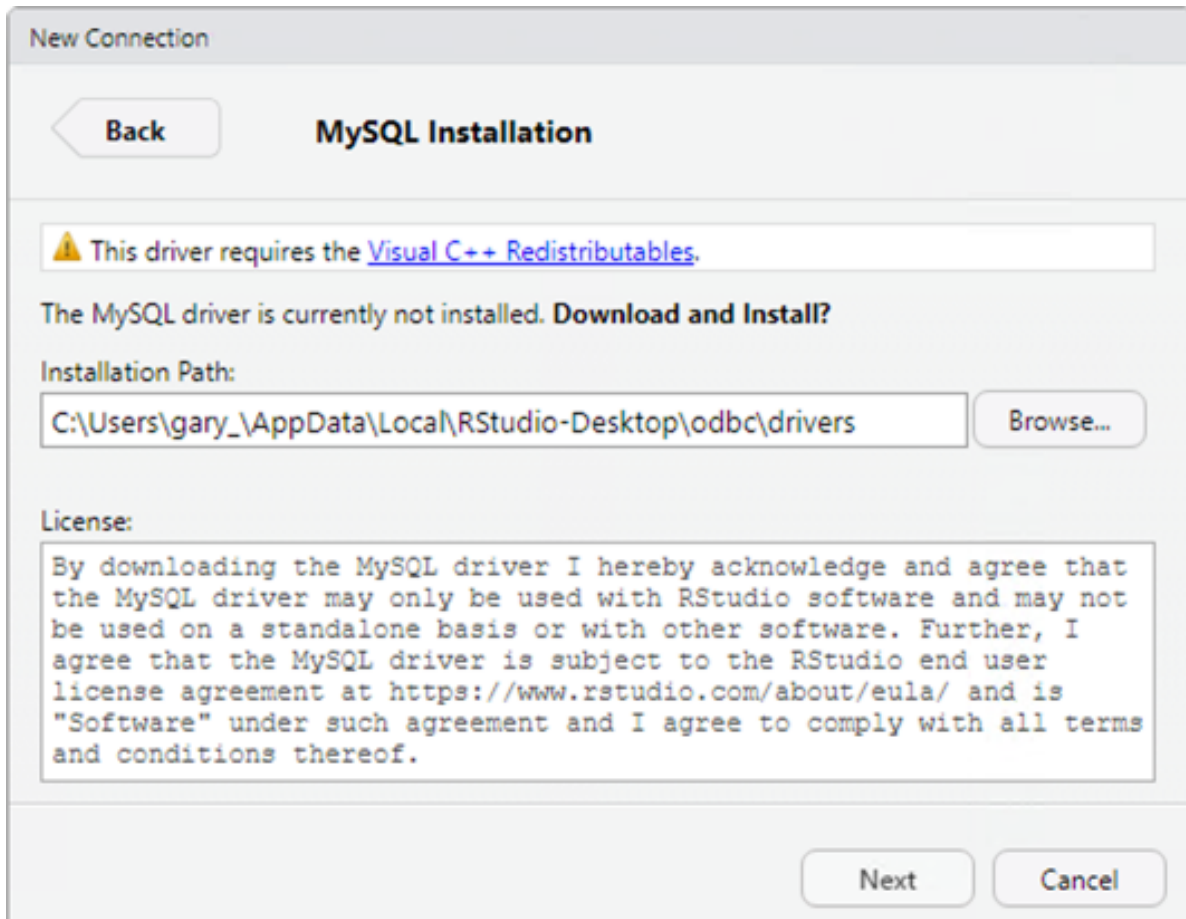 New Connection
Back
MySQL Installation
This driver requires the Visual C++ Redistributables.
The MySQL driver is currently not installed. Download and Install?
Installation Path:
C:\Users\gary_\AppData\Local\RStudio-Desktop\odbc\drivers
Browse...
License:
By downloading the MySQL driver I hereby acknowledge and agree that
the MySQL driver may only be used with RStudio software and may not
be used on a standalone basis or with other software. Further, I
agree that the MySQL driver is subject to the RStudio end user
license agreement at https://www.rstudio.com/about/eula/ and is
"Software" under such agreement and I agree to comply with all terms
and conditions thereof.
Next
Cancel